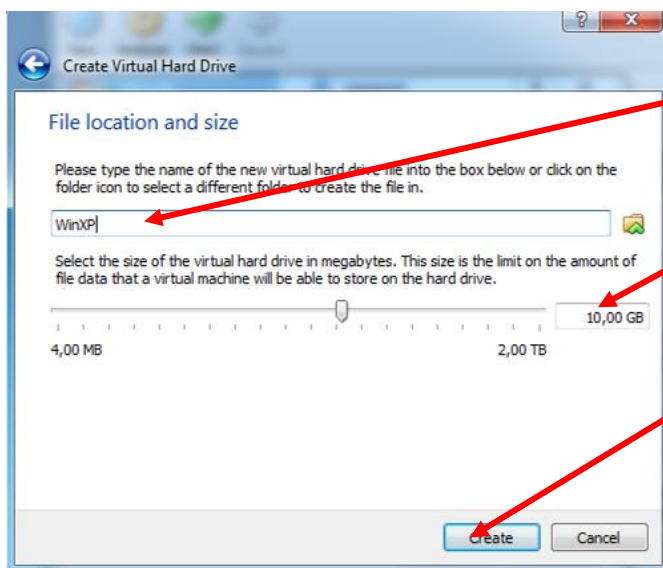 Create Virtual Hard Drive
File location and size
Please type the name of the new virtual hard drive file into the box below or click on the
folder icon to select a different folder to create the file in.
WinXP
Select the size of the virtual hard drive in megabytes. This size is the limit on the amount of
file data that a virtual machine will be able to store on the hard drive.
10,00 GB
4,00 MB 2,00 TB
Create Cancel